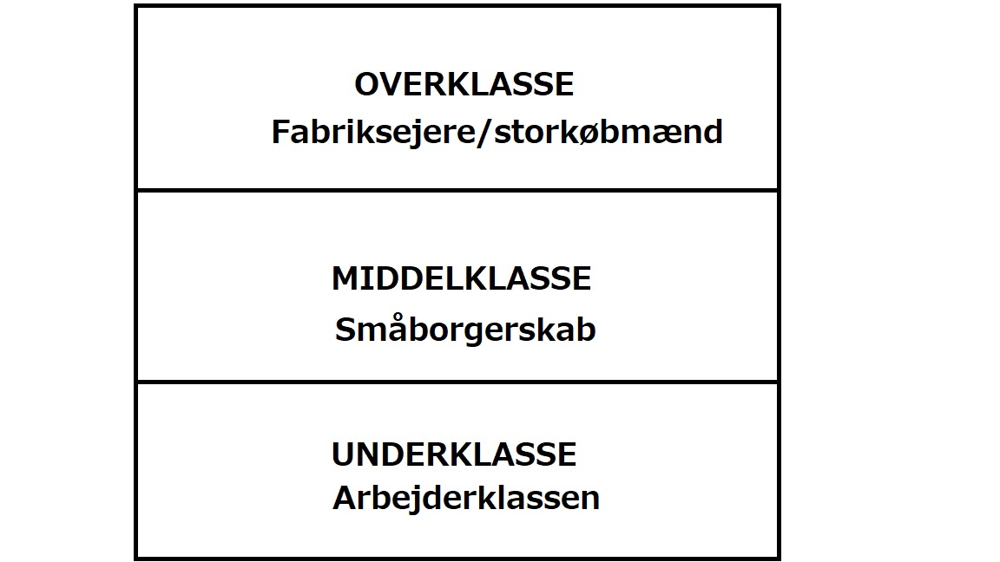 OVERKLASSE
Fabriksejere/storkøbmænd
MIDDELKLASSE
Småborgerskab
UNDERKLASSE
Arbejderklassen